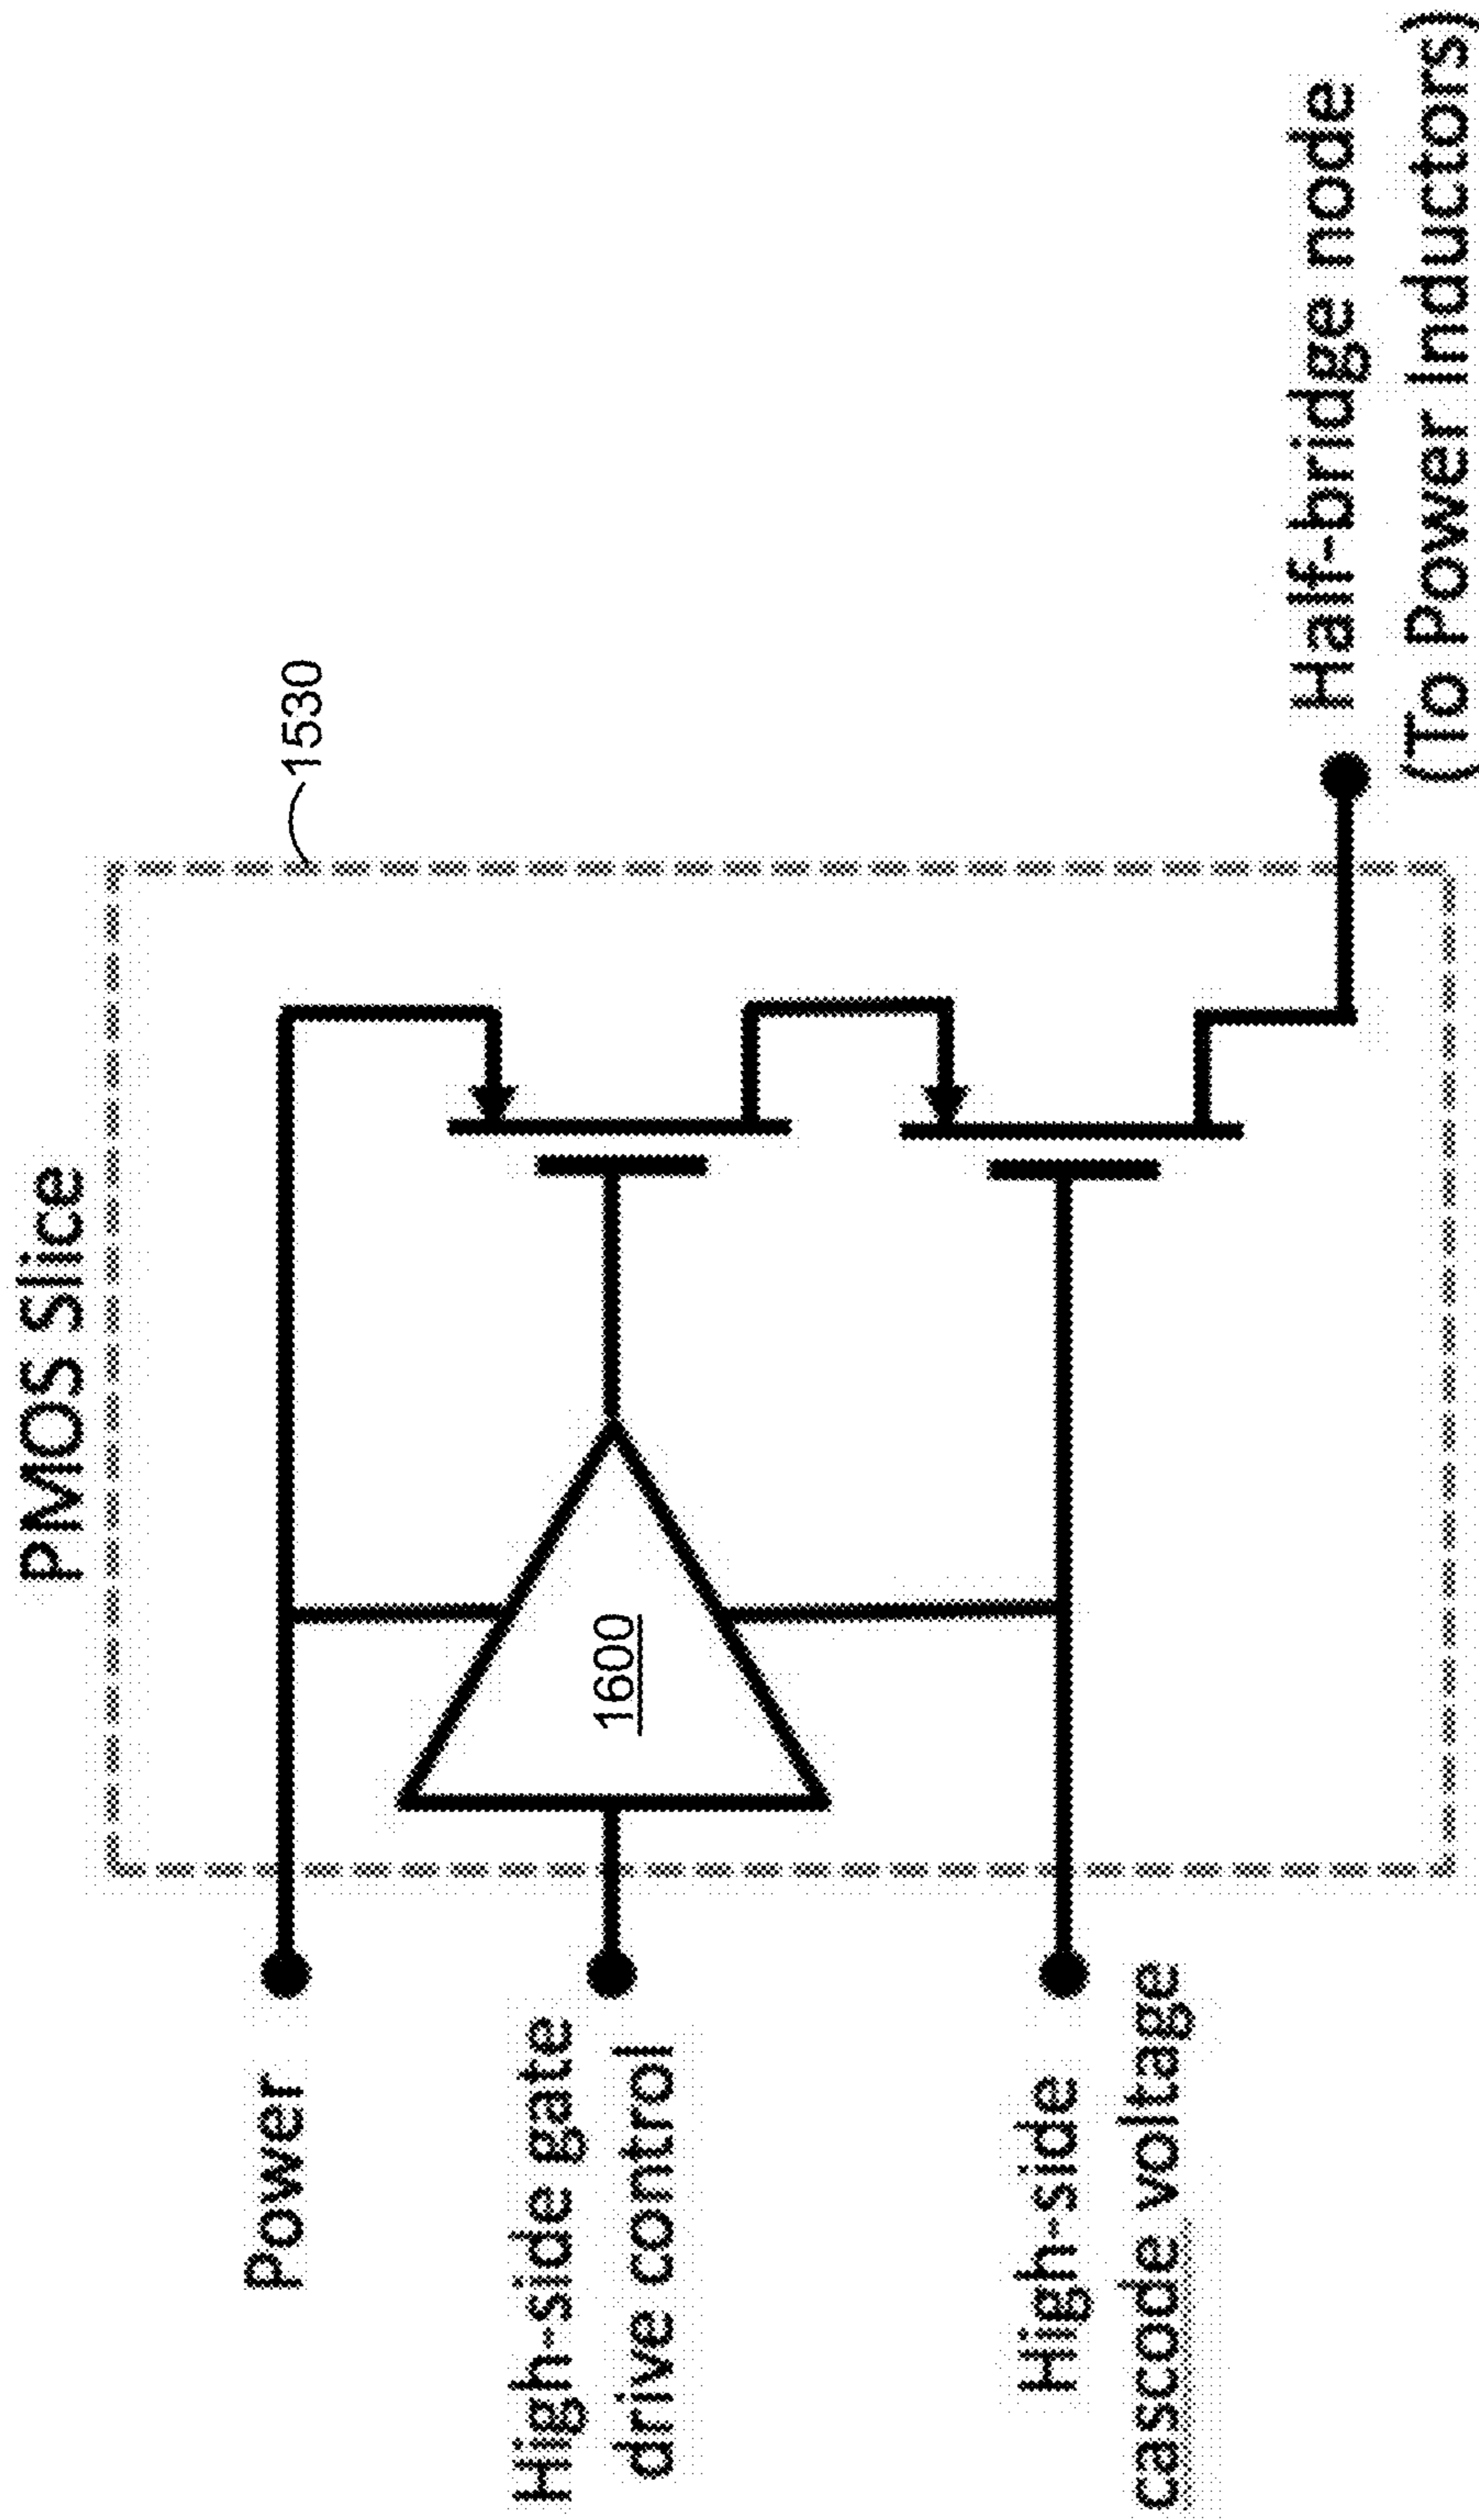 PMOS Slice
1530
Power
High-side gate
drive control
1600
High-side
cascode voltage
Half-bridge node
(To Power Inductors)